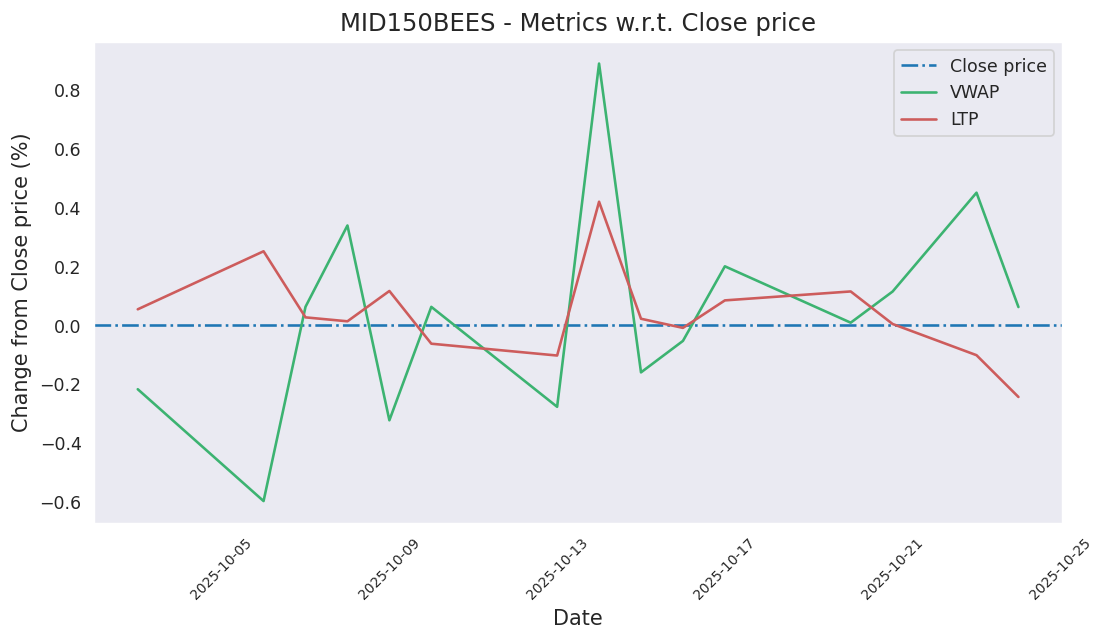 MID150BEES - Metrics w.r.t. Close price
Change from Close price (%)
0.8
0.6
0.4
0.2
0.0
−0.2
−0.4
−0.6
Close price
VWAP
LTP
2025-10-05
2025-10-09
2025-10-13
2025-10-17
2025-10-21
2025-10-25
Date